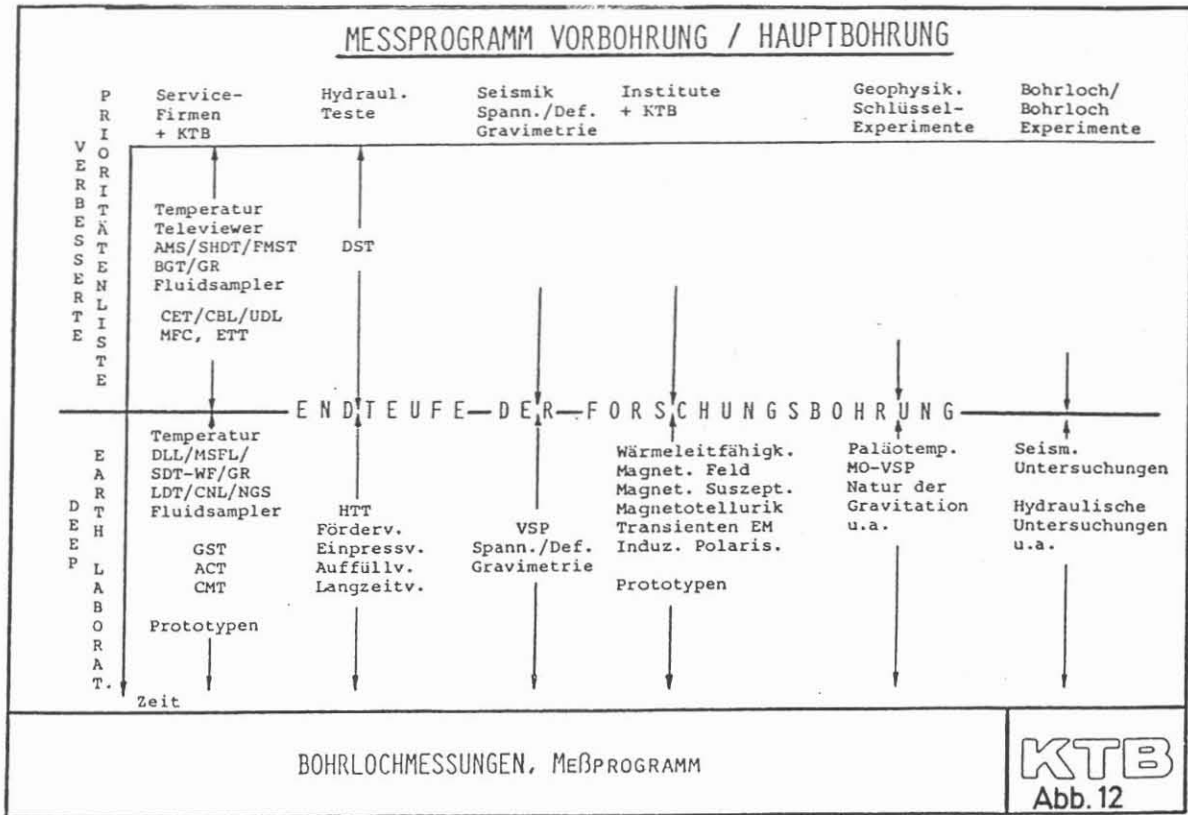 MESSPROGRAMM VORBOHRUNG / HAUPTBOHRUNG
VERBESSERTE
PRIORITÄTENLISTE
Service-
Firmen
+ KTB
Hydraul.
Teste
Seismik
Spann./Def.
Gravimetrie
Institute
+ KTB
Geophysik.
Schlüssel-
Experimente
Bohrloch/
Bohrloch
Experimente
Temperatur
Televiewer
AMS/SHDT/FMST
BGT/GR
Fluidsampler
CET/CBL/UDL
MFC, ETT
DST
ENDTEUFE DER FORSCHUNGSBOHRUNG
DEEP
EARTH LABORAT.
Temperatur
DLL/MSFL/
SDT-WF/GR
LDT/CNL/NGS
Fluidsampler
GST
ACT
CMT
Prototypen
HTT
Förderv.
Einpressv.
Auffüllv.
Langzeitv.
VSP
Spann./Def.
Gravimetrie
Wärmeleitfähigk.
Magnet. Feld
Magnet. Suszept.
Magnetotellurik
Transienten EM
Induz. Polaris.
Prototypen
Paläotemp.
MO-VSP
Natur der
Gravitation
u.a.
Seism.
Untersuchungen
Hydraulische
Untersuchungen
u.a.
Zeit
BOHRLOCHMESSUNGEN, MEßPROGRAMM
KTB
Abb. 12